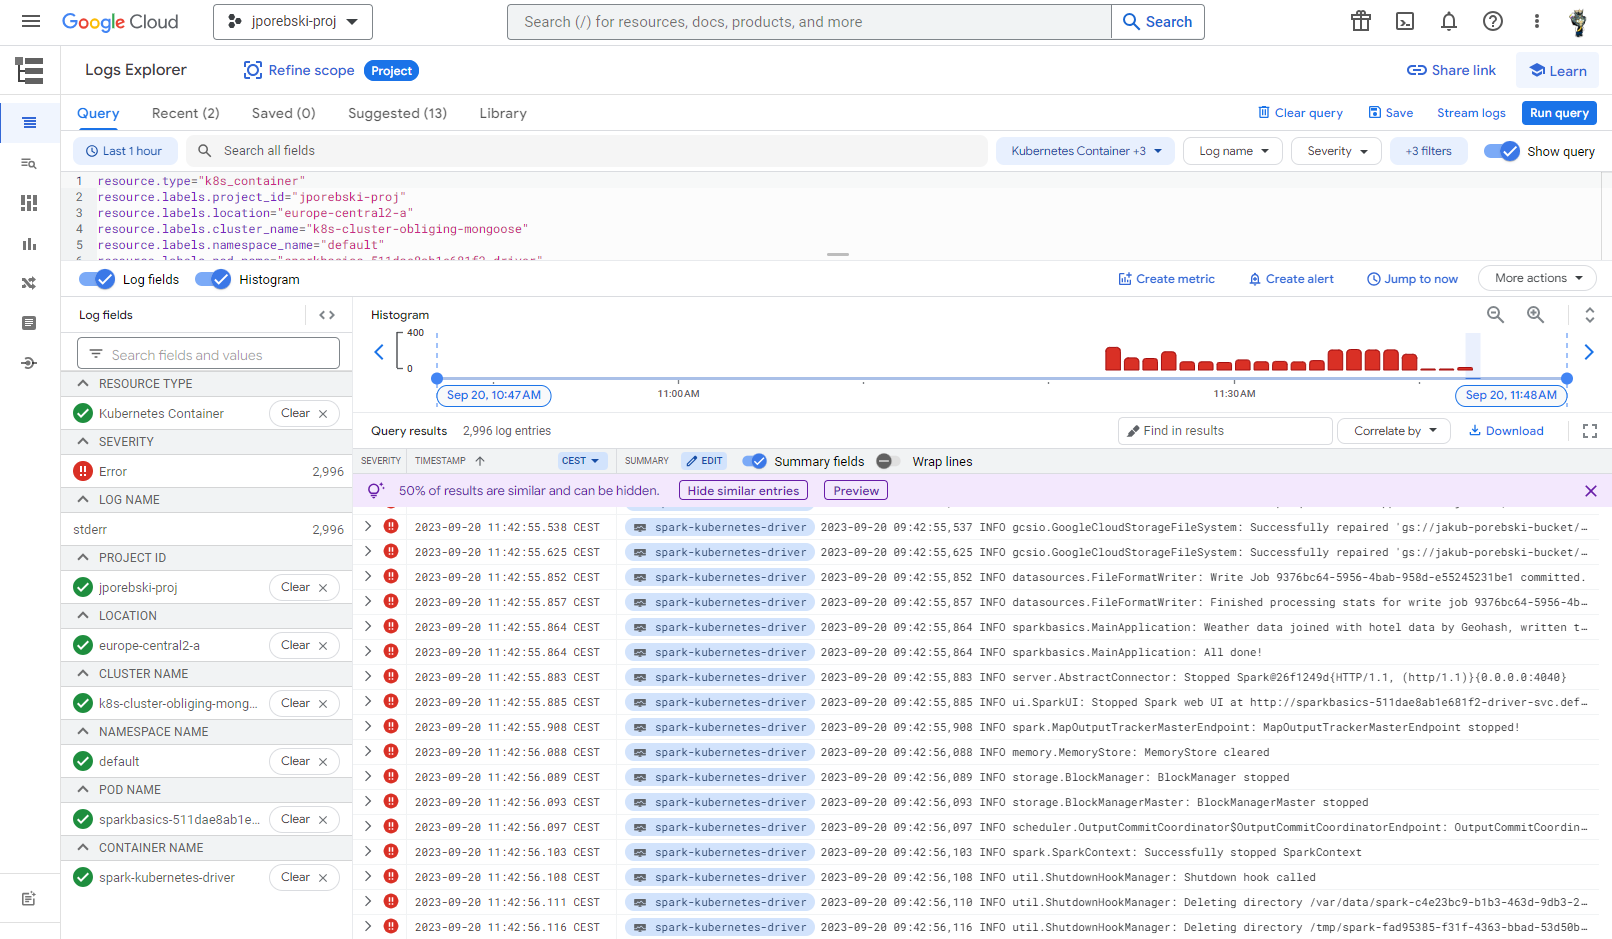 Google Cloud
jporebski-proj
Search (/) for resources, docs, products, and more
Search
Logs Explorer
Refine scope
Project
Share link
Learn
Query
Recent (2)
Saved (0)
Suggested (13)
Library
Clear query
Save
Stream logs
Run query
Last 1 hour
Search all fields
Kubernetes Container +3
Log name
Severity
+3 filters
Show query
1 resource.type="k8s_container"
2 resource.labels.project_id="jporebski-proj"
3 resource.labels.location="europe-central2-a"
4 resource.labels.cluster_name="k8s-cluster-obliging-mongoose"
5 resource.labels.namespace_name="default"
6 resource.labels.pod_name="sparkbasics-511dae8ab1e681f2-driver"
Log fields
Histogram
Create metric
Create alert
Jump to now
More actions
Log fields
Search fields and values
RESOURCE TYPE
Kubernetes Container Clear
SEVERITY
Error 2,996
LOG NAME
stderr 2,996
PROJECT ID
jporebski-proj Clear
LOCATION
europe-central2-a Clear
CLUSTER NAME
k8s-cluster-obliging-mong... Clear
NAMESPACE NAME
default Clear
POD NAME
sparkbasics-511dae8ab1e... Clear
CONTAINER NAME
spark-kubernetes-driver Clear
Histogram
400
0
Sep 20, 10:47 AM
11:00 AM
11:30 AM
Sep 20, 11:48 AM
Query results 2,996 log entries
Find in results
Correlate by
Download
SEVERITY TIMESTAMP CEST SUMMARY EDIT Summary fields Wrap lines
50% of results are similar and can be hidden. Hide similar entries Preview
2023-09-20 11:42:55.538 CEST spark-kubernetes-driver 2023-09-20 09:42:55,537 INFO gcsio.GoogleCloudStorageFileSystem: Successfully repaired 'gs://jakub-porebski-bucket/…
2023-09-20 11:42:55.625 CEST spark-kubernetes-driver 2023-09-20 09:42:55,625 INFO gcsio.GoogleCloudStorageFileSystem: Successfully repaired 'gs://jakub-porebski-bucket/…
2023-09-20 11:42:55.852 CEST spark-kubernetes-driver 2023-09-20 09:42:55,852 INFO datasources.FileFormatWriter: Write Job 9376bc64-5956-4bab-958d-e55245231be1 committed.
2023-09-20 11:42:55.857 CEST spark-kubernetes-driver 2023-09-20 09:42:55,857 INFO datasources.FileFormatWriter: Finished processing stats for write job 9376bc64-5956-4b…
2023-09-20 11:42:55.864 CEST spark-kubernetes-driver 2023-09-20 09:42:55,864 INFO sparkbasics.MainApplication: Weather data joined with hotel data by Geohash, written t…
2023-09-20 11:42:55.864 CEST spark-kubernetes-driver 2023-09-20 09:42:55,864 INFO sparkbasics.MainApplication: All done!
2023-09-20 11:42:55.883 CEST spark-kubernetes-driver 2023-09-20 09:42:55,883 INFO server.AbstractConnector: Stopped Spark@26f1249d{HTTP/1.1, (http/1.1)}{0.0.0.0:4040}
2023-09-20 11:42:55.885 CEST spark-kubernetes-driver 2023-09-20 09:42:55,885 INFO ui.SparkUI: Stopped Spark web UI at http://sparkbasics-511dae8ab1e681f2-driver-svc.def…
2023-09-20 11:42:55.908 CEST spark-kubernetes-driver 2023-09-20 09:42:55,908 INFO spark.MapOutputTrackerMasterEndpoint: MapOutputTrackerMasterEndpoint stopped!
2023-09-20 11:42:56.088 CEST spark-kubernetes-driver 2023-09-20 09:42:56,088 INFO memory.MemoryStore: MemoryStore cleared
2023-09-20 11:42:56.089 CEST spark-kubernetes-driver 2023-09-20 09:42:56,089 INFO storage.BlockManager: BlockManager stopped
2023-09-20 11:42:56.093 CEST spark-kubernetes-driver 2023-09-20 09:42:56,093 INFO storage.BlockManagerMaster: BlockManagerMaster stopped
2023-09-20 11:42:56.097 CEST spark-kubernetes-driver 2023-09-20 09:42:56,097 INFO scheduler.OutputCommitCoordinator$OutputCommitCoordinatorEndpoint: OutputCommitCoordin…
2023-09-20 11:42:56.103 CEST spark-kubernetes-driver 2023-09-20 09:42:56,103 INFO spark.SparkContext: Successfully stopped SparkContext
2023-09-20 11:42:56.108 CEST spark-kubernetes-driver 2023-09-20 09:42:56,108 INFO util.ShutdownHookManager: Shutdown hook called
2023-09-20 11:42:56.111 CEST spark-kubernetes-driver 2023-09-20 09:42:56,110 INFO util.ShutdownHookManager: Deleting directory /var/data/spark-c4e23bc9-b1b3-463d-9db3-2…
2023-09-20 11:42:56.116 CEST spark-kubernetes-driver 2023-09-20 09:42:56,116 INFO util.ShutdownHookManager: Deleting directory /tmp/spark-fad95385-f31f-4363-bbad-53d50b…